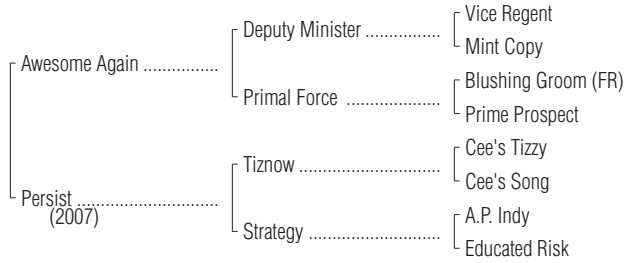 Vice Regent
Deputy Minister ..................
Mint Copy
Awesome Again ...............
Blushing Groom (FR)
Primal Force ...................
Prime Prospect
Cee's Tizzy
Tiznow .............................
Cee's Song
Persist .............................
(2007)
A.P. Indy
Strategy ...........................
Educated Risk